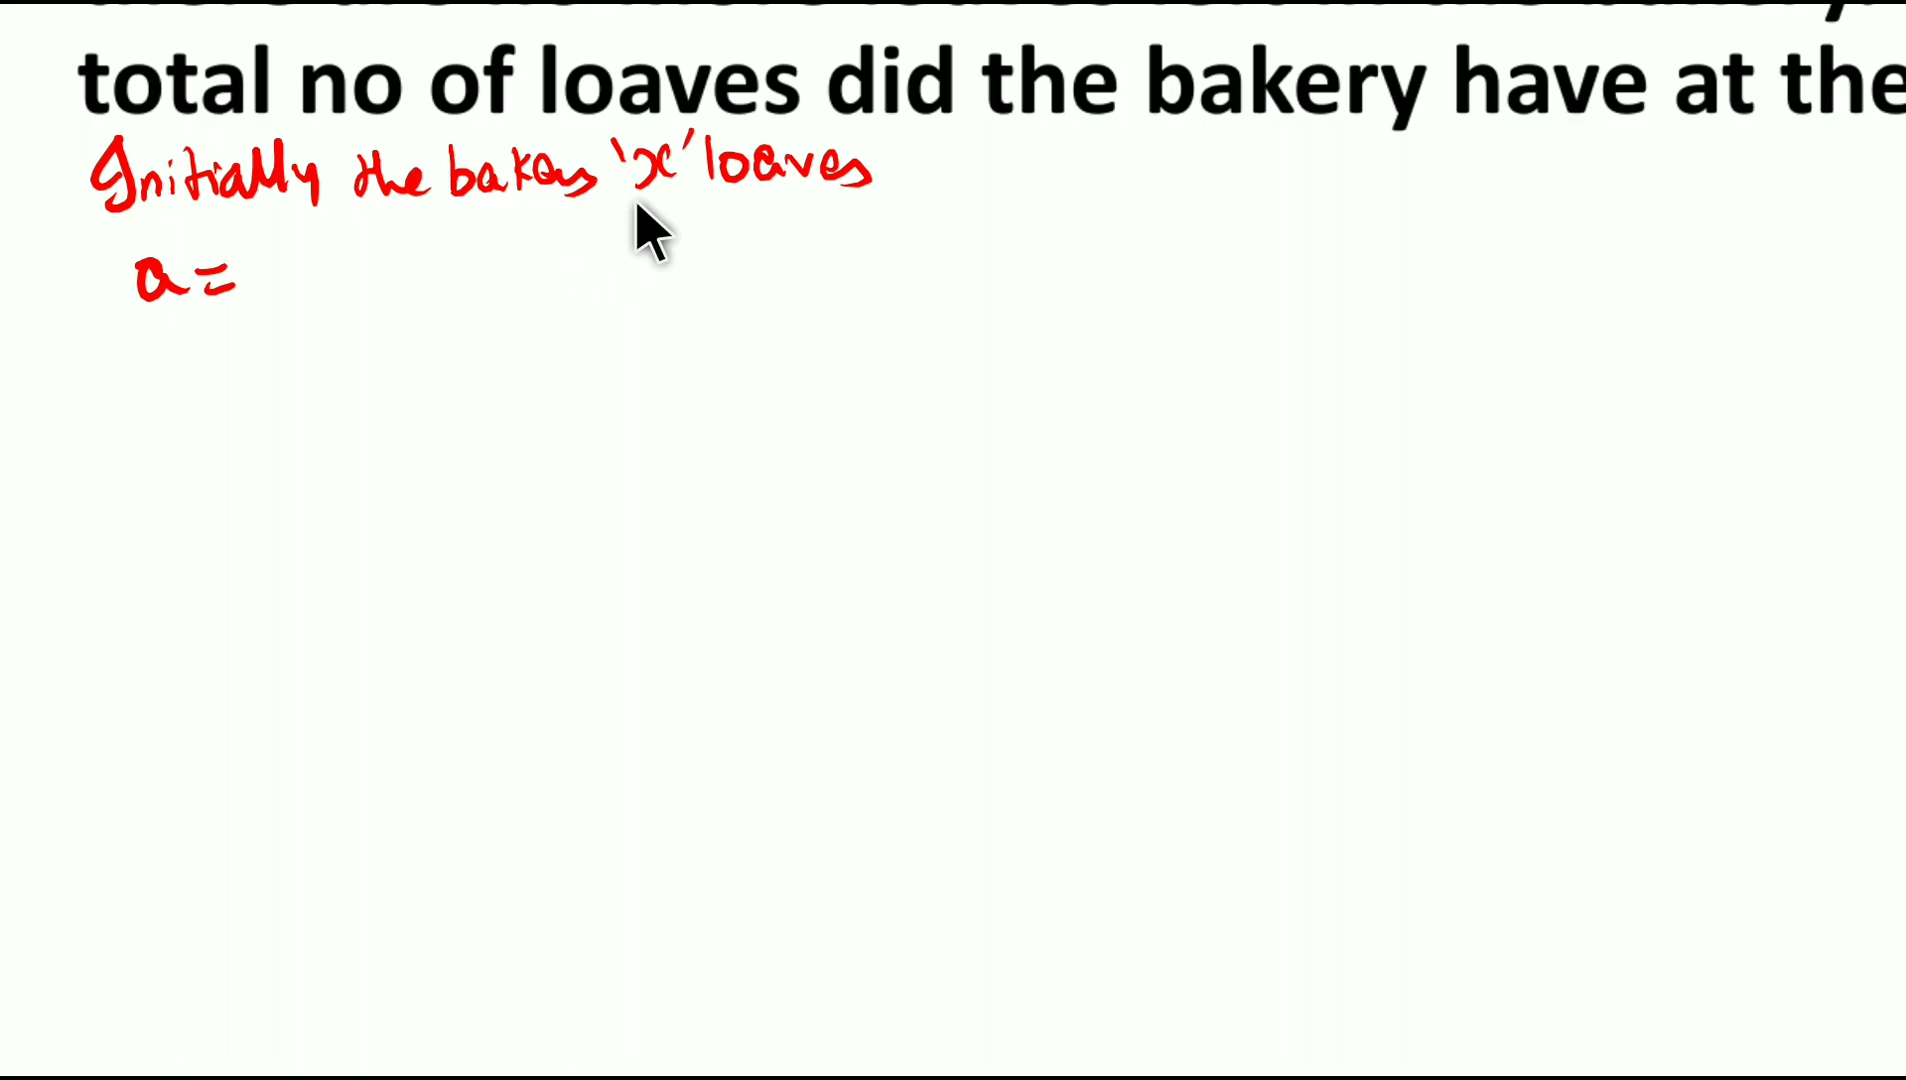 total no of loaves did the bakery have at the
Initially the bakery 'x' loaves
a =